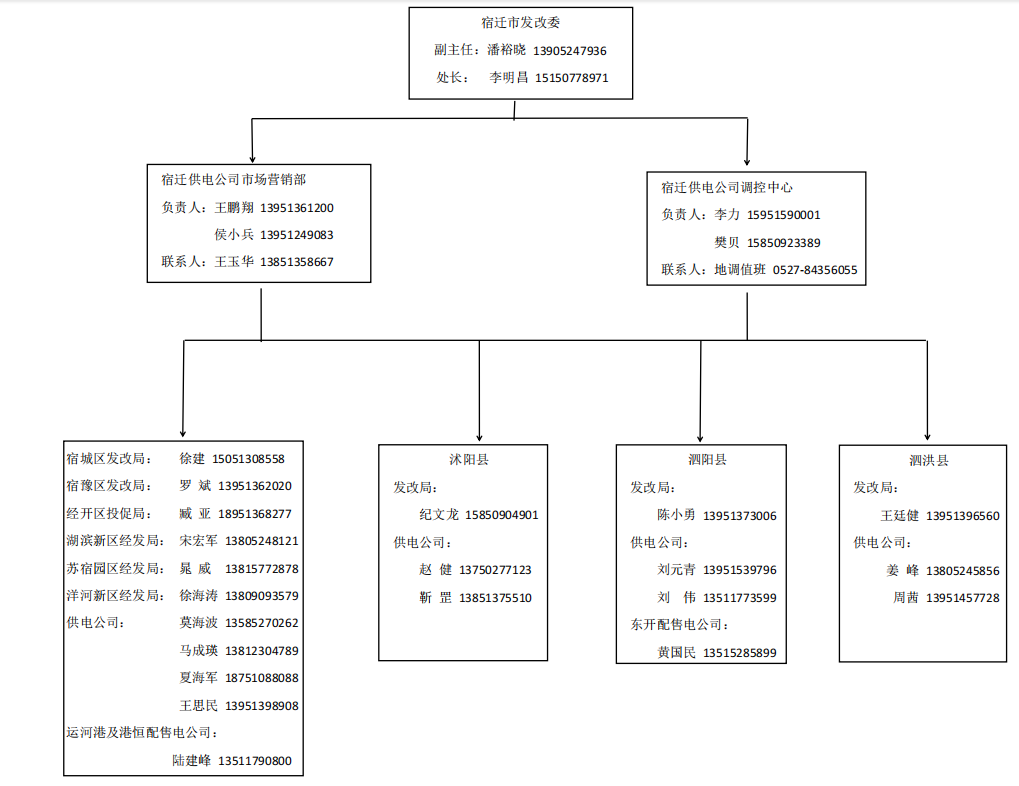 宿迁市发改委
副主任：潘裕晓 13905247936
处长： 李明昌 15150778971
宿迁供电公司市场营销部
负责人：王鹏翔 13951361200
侯小兵 13951249083
联系人：王玉华 13851358667
宿迁供电公司调控中心
负责人：李力 15951590001
樊贝 15850923389
联系人：地调值班 0527-84356055
宿城区发改局： 徐建 15051308558
宿豫区发改局： 罗 斌 13951362020
经开区投促局： 臧 亚 18951368277
湖滨新区经发局： 宋宏军 13805248121
苏宿园区经发局： 晁 威 13815772878
洋河新区经发局： 徐海涛 13809093579
供电公司： 莫海波 13585270262
马成瑛 13812304789
夏海军 18751088088
王思民 13951398908
运河港及港恒配售电公司：
陆建峰 13511790800
沭阳县
发改局：
纪文龙 15850904901
供电公司：
赵 健 13750277123
靳 罡 13851375510
泗阳县
发改局：
陈小勇 13951373006
供电公司：
刘元青 13951539796
刘 伟 13511773599
东开配售电公司：
黄国民 13515285899
泗洪县
发改局：
王廷健 13951396560
供电公司：
姜 峰 13805245856
周茜 13951457728